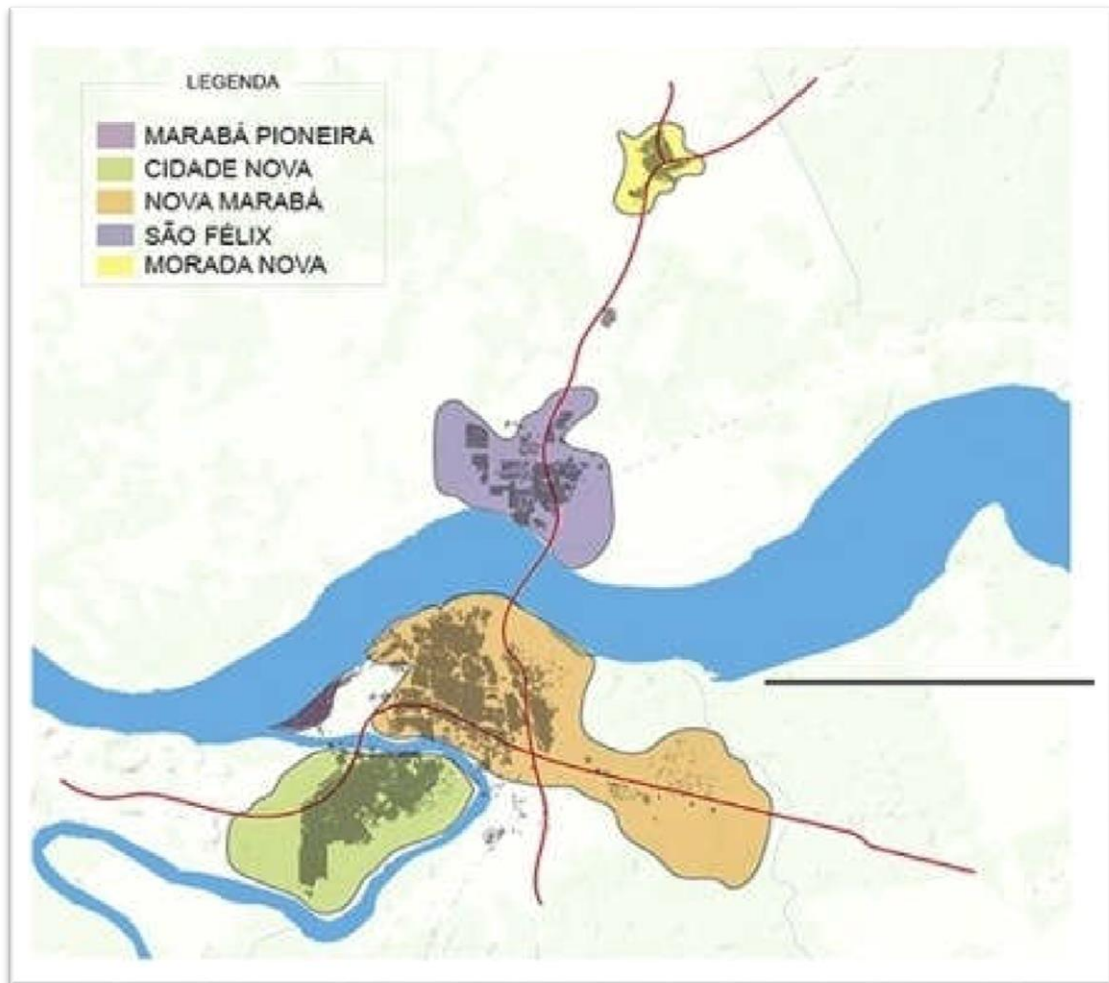 LEGENDA
MARABÁ PIONEIRA
CIDADE NOVA
NOVA MARABÁ
SÃO FÉLIX
MORADA NOVA